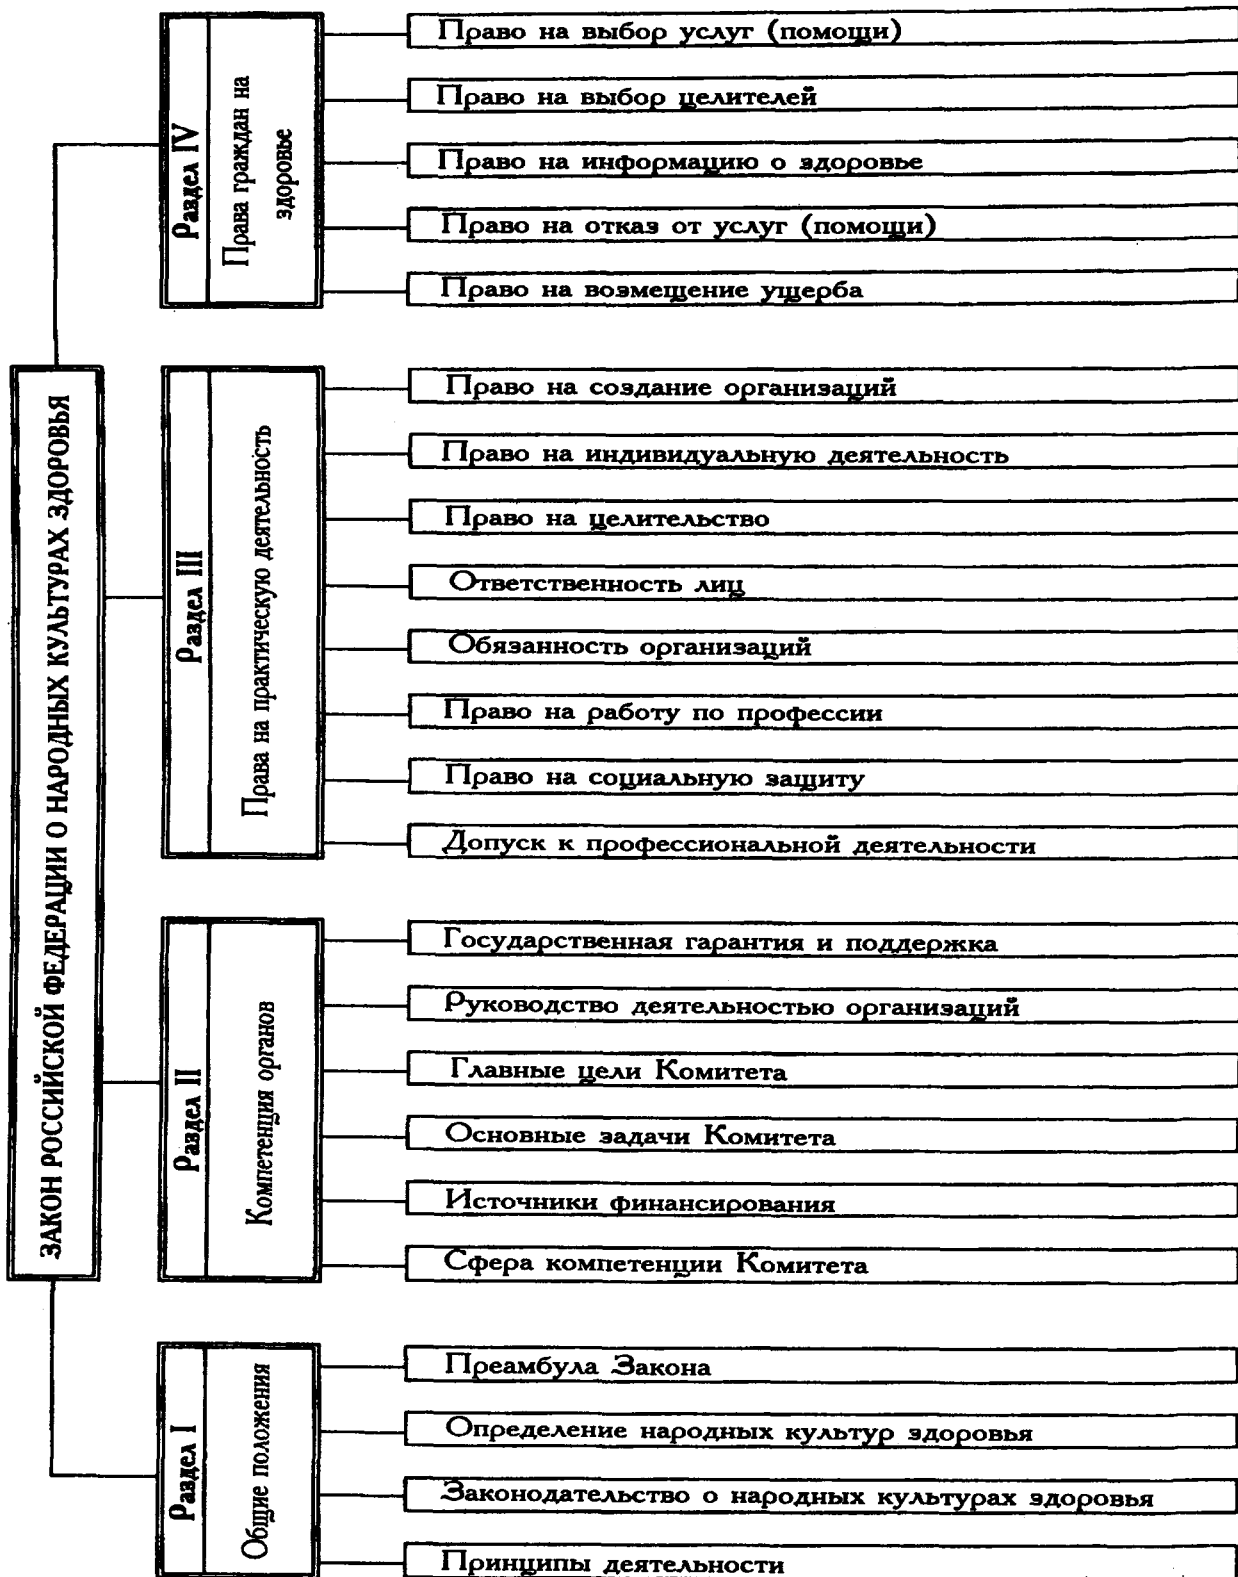 ЗАКОН РОССИЙСКОЙ ФЕДЕРАЦИИ О НАРОДНЫХ КУЛЬТУРАХ ЗДОРОВЬЯ
Раздел IV
Права граждан на
здоровье
Право на выбор услуг (помощи)
Право на выбор целителей
Право на информацию о здоровье
Право на отказ от услуг (помощи)
Право на возмещение ущерба
Раздел III
Права на практическую деятельность
Право на создание организаций
Право на индивидуальную деятельность
Право на целительство
Ответственность лиц
Обязанность организаций
Право на работу по профессии
Право на социальную защиту
Допуск к профессиональной деятельности
Раздел II
Компетенция органов
Государственная гарантия и поддержка
Руководство деятельностью организаций
Главные цели Комитета
Основные задачи Комитета
Источники финансирования
Сфера компетенции Комитета
Раздел I
Общие положения
Преамбула Закона
Определение народных культур здоровья
Законодательство о народных культурах здоровья
Принципы деятельности